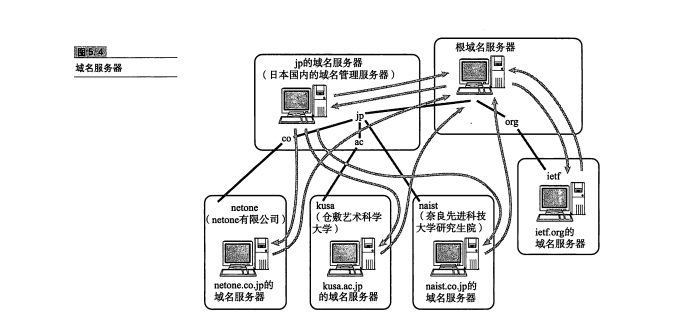 图5.4
域名服务器
jp的域名服务器
（日本国内的域名管理服务器）
根域名服务器
jp
org
co
ac
ietf
ietf.org的
域名服务器
netone
（netone有限公司）
netone.co.jp的
域名服务器
kusa
（仓敷艺术科学
大学）
kusa.ac.jp
的域名服务器
naist
（奈良先进科技
大学研究生院）
naist.co.jp的
域名服务器